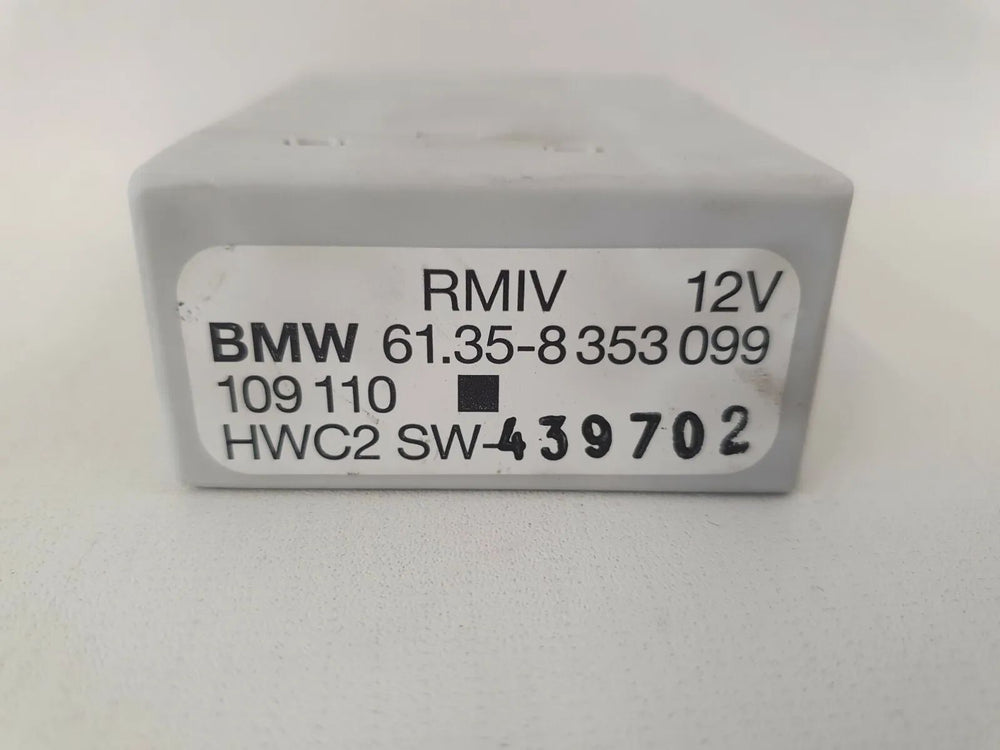 RMIV 12V
BMW 61.35-8 353 099
109 110
HWC2 SW-439702